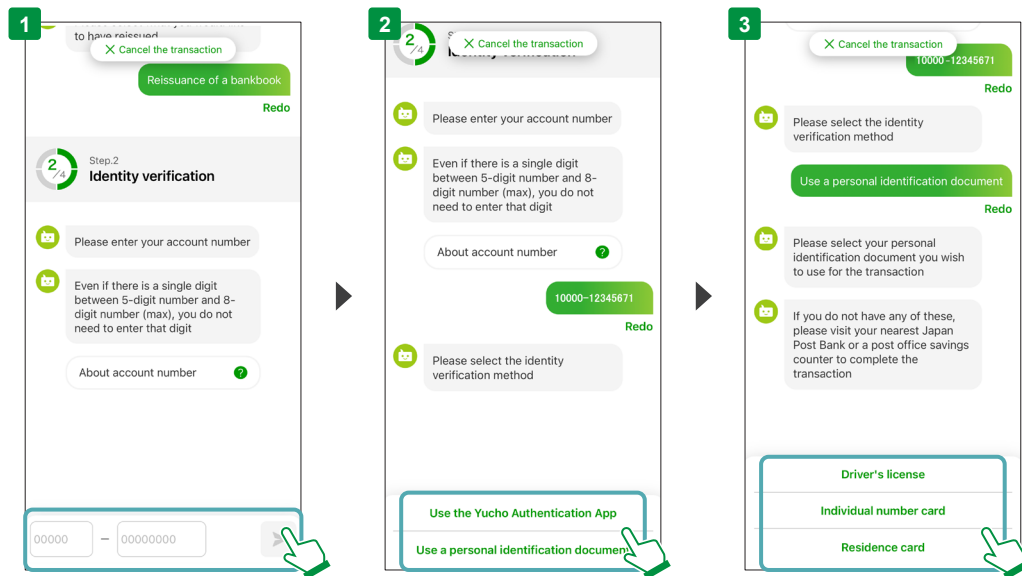 1
to have reissued
Cancel the transaction
Reissuance of a bankbook
Redo
2/4
Step.2
Identity verification
Please enter your account number
Even if there is a single digit
between 5-digit number and 8-
digit number (max), you do not
need to enter that digit
About account number ?
00000 – 00000000
2
2/4
Cancel the transaction
Please enter your account number
Even if there is a single digit
between 5-digit number and 8-
digit number (max), you do not
need to enter that digit
About account number ?
10000-12345671
Redo
Please select the identity
verification method
Use the Yucho Authentication App
Use a personal identification document
3
Cancel the transaction
10000-12345671
Redo
Please select the identity
verification method
Use a personal identification document
Redo
Please select your personal
identification document you wish
to use for the transaction
If you do not have any of these,
please visit your nearest Japan
Post Bank or a post office savings
counter to complete the
transaction
Driver's license
Individual number card
Residence card